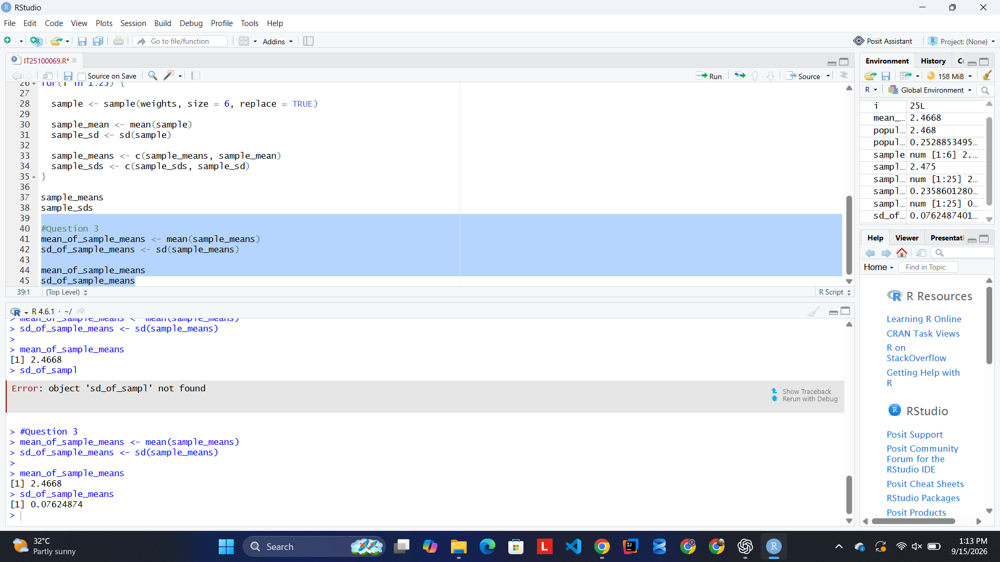 RStudio
File Edit Code View Plots Session Build Debug Profile Tools Help
Go to file/function Addins Posit Assistant Project: (None)
IT25100069.R*
Source on Save Run Source
26 for(i in 1:25) {
27
28 sample <- sample(weights, size = 6, replace = TRUE)
29
30 sample_mean <- mean(sample)
31 sample_sd <- sd(sample)
32
33 sample_means <- c(sample_means, sample_mean)
34 sample_sds <- c(sample_sds, sample_sd)
35 }
36
37 sample_means
38 sample_sds
39
40 #Question 3
41 mean_of_sample_means <- mean(sample_means)
42 sd_of_sample_means <- sd(sample_means)
43
44 mean_of_sample_means
45 sd_of_sample_means
39:1 (Top Level) R Script
R 4.6.1 · ~/
> mean_of_sample_means <- mean(sample_means)
> sd_of_sample_means <- sd(sample_means)
>
> mean_of_sample_means
[1] 2.4668
> sd_of_sampl
Error: object 'sd_of_sampl' not found
Show Traceback
Rerun with Debug
> #Question 3
> mean_of_sample_means <- mean(sample_means)
> sd_of_sample_means <- sd(sample_means)
>
> mean_of_sample_means
[1] 2.4668
> sd_of_sample_means
[1] 0.07624874
>
Environment History
158 MiB
R Global Environment
i 25L
mean_… 2.4668
popul… 2.468
popul… 0.2528853495…
sample num [1:6] 2.…
sampl… 2.475
sampl… num [1:25] 2…
sampl… 0.2358601280…
sampl… num [1:25] 0…
sd_of… 0.0762487401…
Help Viewer Presentati
Home Find in Topic
R Resources
Learning R Online
CRAN Task Views
R on
StackOverflow
Getting Help with
R
RStudio
Posit Support
Posit Community
Forum for the
RStudio IDE
Posit Cheat Sheets
RStudio Packages
Posit Products
32°C
Partly sunny
Search
1:13 PM
9/15/2026